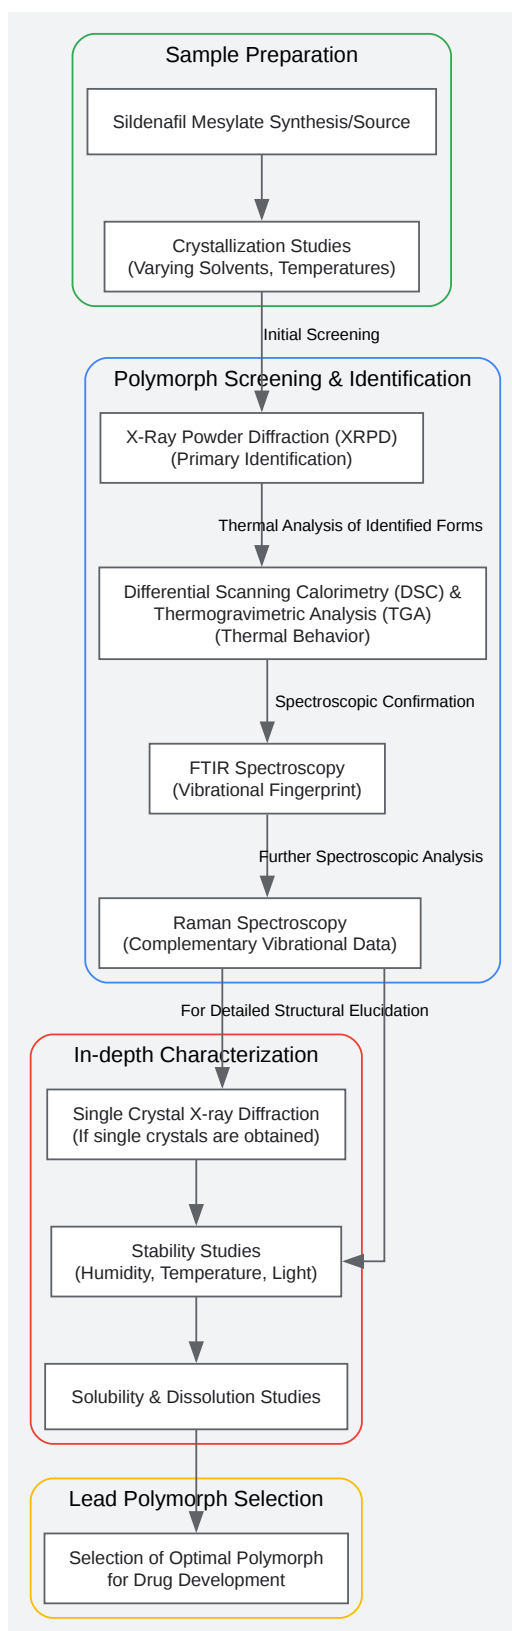 Sample Preparation
Sildenafil Mesylate Synthesis/Source
Crystallization Studies
(Varying Solvents, Temperatures)
Initial Screening
Polymorph Screening & Identification
X-Ray Powder Diffraction (XRPD)
(Primary Identification)
Thermal Analysis of Identified Forms
Differential Scanning Calorimetry (DSC) &
Thermogravimetric Analysis (TGA)
(Thermal Behavior)
Spectroscopic Confirmation
FTIR Spectroscopy
(Vibrational Fingerprint)
Further Spectroscopic Analysis
Raman Spectroscopy
(Complementary Vibrational Data)
For Detailed Structural Elucidation
In-depth Characterization
Single Crystal X-ray Diffraction
(If single crystals are obtained)
Stability Studies
(Humidity, Temperature, Light)
Solubility & Dissolution Studies
Lead Polymorph Selection
Selection of Optimal Polymorph
for Drug Development